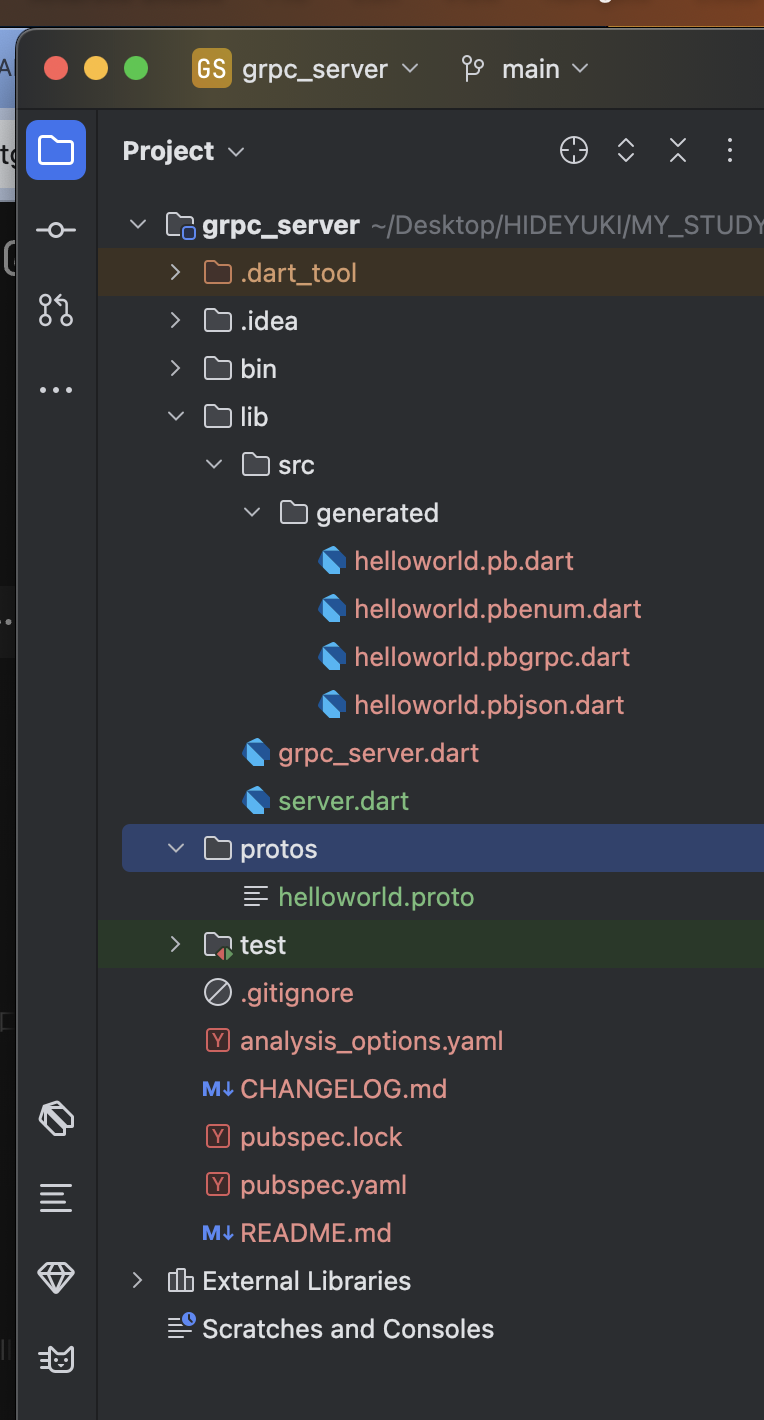 GS grpc_server main
Project
grpc_server ~/Desktop/HIDEYUKI/MY_STUDY
.dart_tool
.idea
bin
lib
src
generated
helloworld.pb.dart
helloworld.pbenum.dart
helloworld.pbgrpc.dart
helloworld.pbjson.dart
grpc_server.dart
server.dart
protos
helloworld.proto
test
.gitignore
Y analysis_options.yaml
M↓ CHANGELOG.md
Y pubspec.lock
Y pubspec.yaml
M↓ README.md
External Libraries
Scratches and Consoles